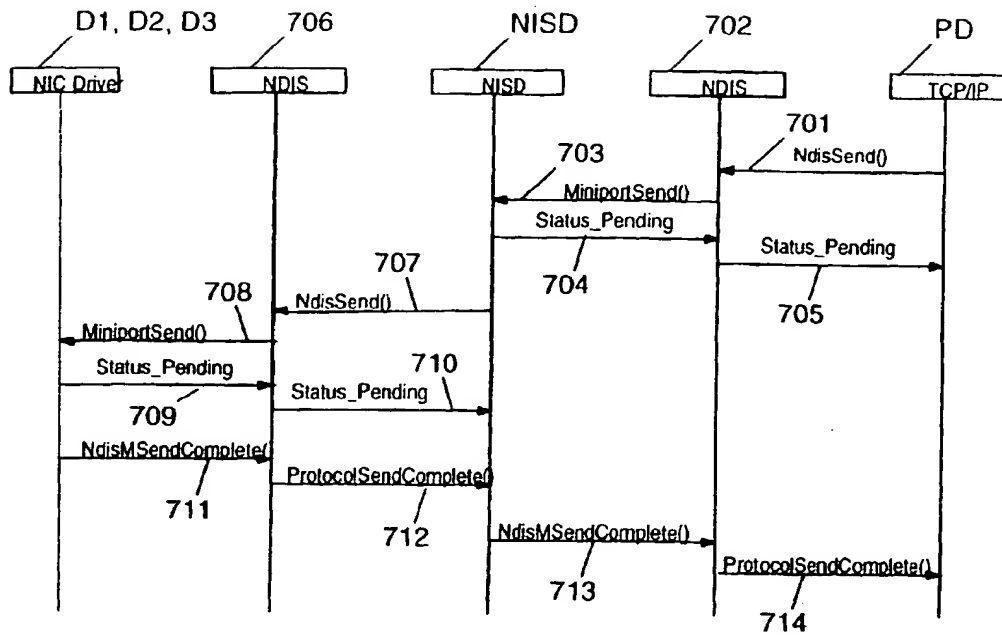 D1, D2, D3 706 NISD 702 PD
NIC Driver NDIS NISD NDIS TCP/IP
701
NdisSend()
703
MiniportSend()
Status_Pending
704
Status_Pending
705
707
NdisSend()
708
MiniportSend()
Status_Pending
709
710
Status_Pending
NdisMSendComplete()
711
ProtocolSendComplete()
712
NdisMSendComplete()
713
ProtocolSendComplete()
714